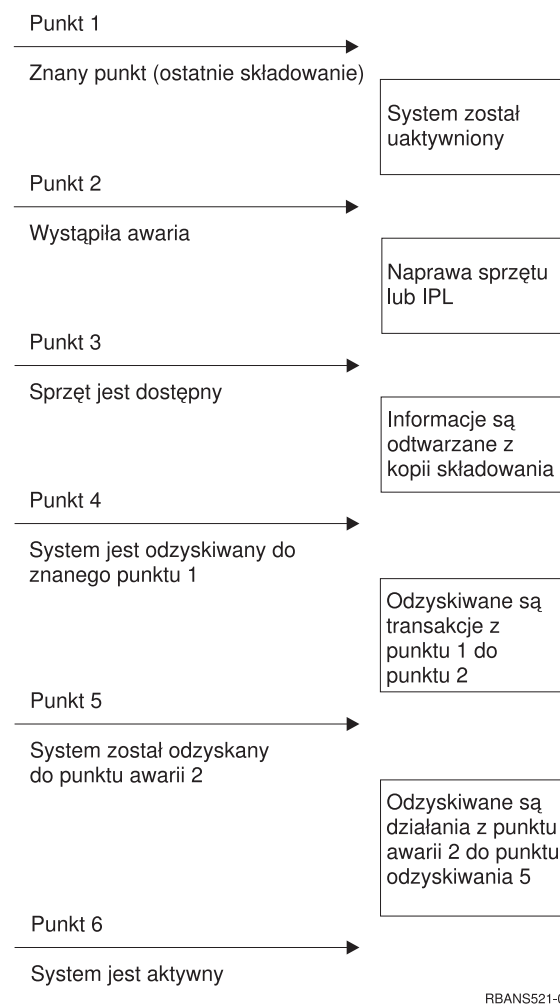 Punkt 1
Znany punkt (ostatnie składowanie)
System został
uaktywniony
Punkt 2
Wystąpiła awaria
Naprawa sprzętu
lub IPL
Punkt 3
Sprzęt jest dostępny
Informacje są
odtwarzane z
kopii składowania
Punkt 4
System jest odzyskiwany do
znanego punktu 1
Odzyskiwane są
transakcje z
punktu 1 do
punktu 2
Punkt 5
System został odzyskany
do punktu awarii 2
Odzyskiwane są
działania z punktu
awarii 2 do punktu
odzyskiwania 5
Punkt 6
System jest aktywny